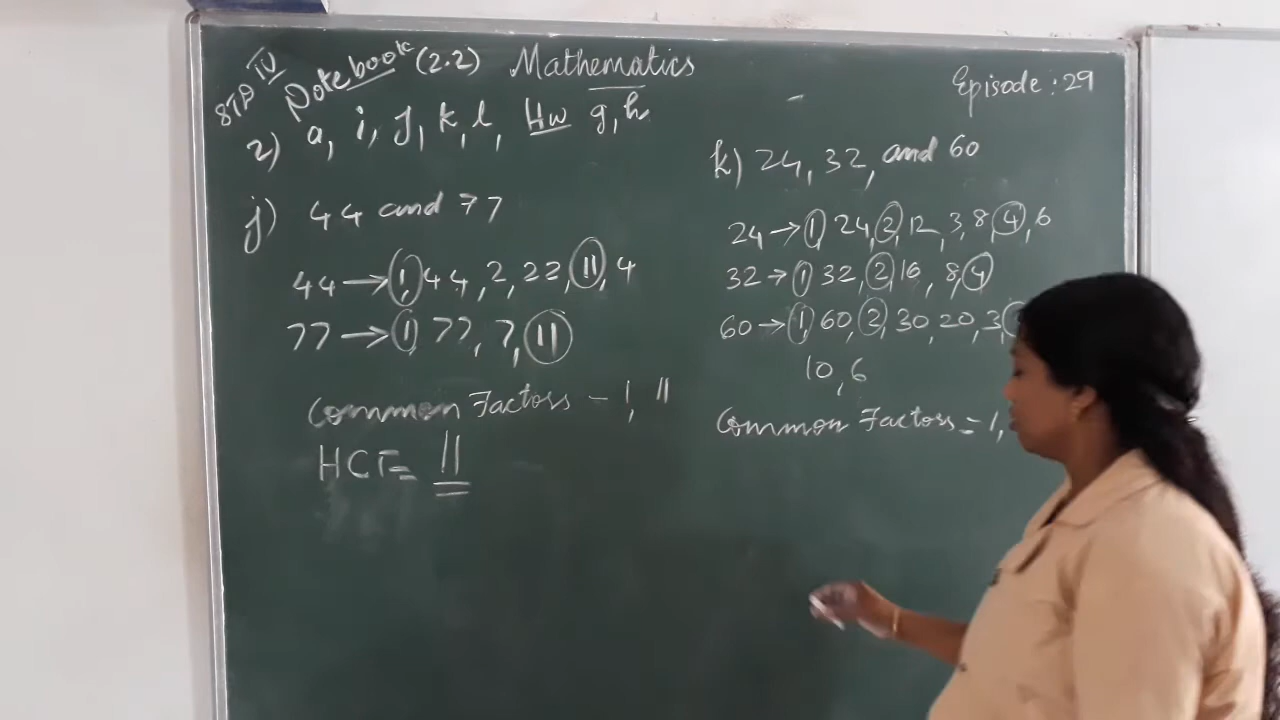 STD IV
Notebook (2.2) Mathematics
Episode : 29
2) a, i, j, k, l, Hw g, h
j) 44 and 77
44 → 1, 44, 2, 22, 11, 4
77 → 1, 77, 7, 11
Common Factors - 1, 11
HCF = 11
k) 24, 32, and 60
24 → 1, 24, 2, 12, 3, 8, 4, 6
32 → 1 32, 2, 16, 8, 4
60 → 1, 60, 2, 30, 20, 3
10, 6
Common Factors = 1,